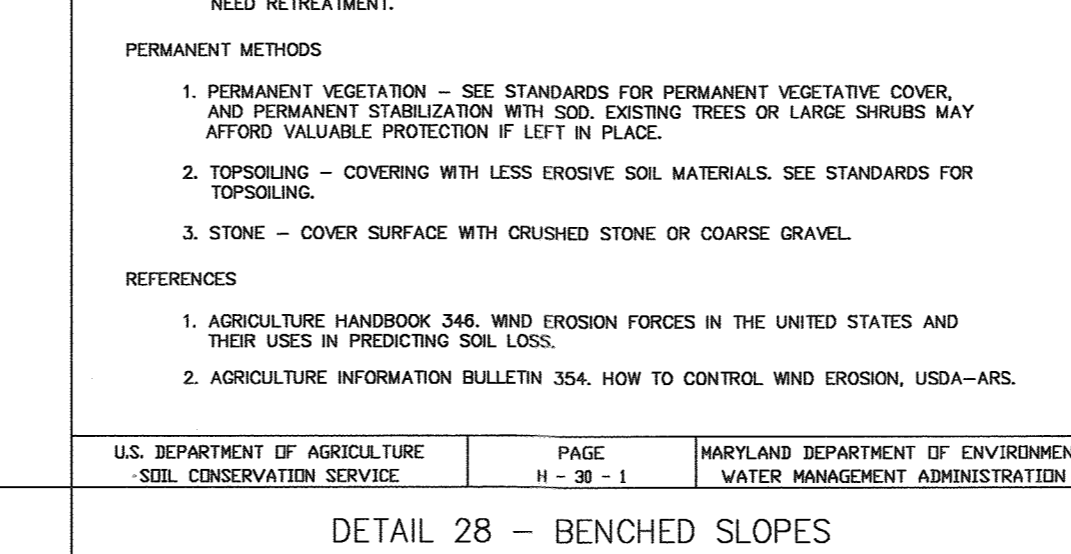 NEED RETREATMENT.
PERMANENT METHODS
1. PERMANENT VEGETATION – SEE STANDARDS FOR PERMANENT VEGETATIVE COVER,
AND PERMANENT STABILIZATION WITH SOD. EXISTING TREES OR LARGE SHRUBS MAY
AFFORD VALUABLE PROTECTION IF LEFT IN PLACE.
2. TOPSOILING – COVERING WITH LESS EROSIVE SOIL MATERIALS. SEE STANDARDS FOR
TOPSOILING.
3. STONE – COVER SURFACE WITH CRUSHED STONE OR COARSE GRAVEL.
REFERENCES
1. AGRICULTURE HANDBOOK 346. WIND EROSION FORCES IN THE UNITED STATES AND
THEIR USES IN PREDICTING SOIL LOSS.
2. AGRICULTURE INFORMATION BULLETIN 354. HOW TO CONTROL WIND EROSION, USDA–ARS.
U.S. DEPARTMENT OF AGRICULTURE
SOIL CONSERVATION SERVICE
PAGE
H – 30 – 1
MARYLAND DEPARTMENT OF ENVIRONMEN
WATER MANAGEMENT ADMINISTRATION
DETAIL 28 – BENCHED SLOPES